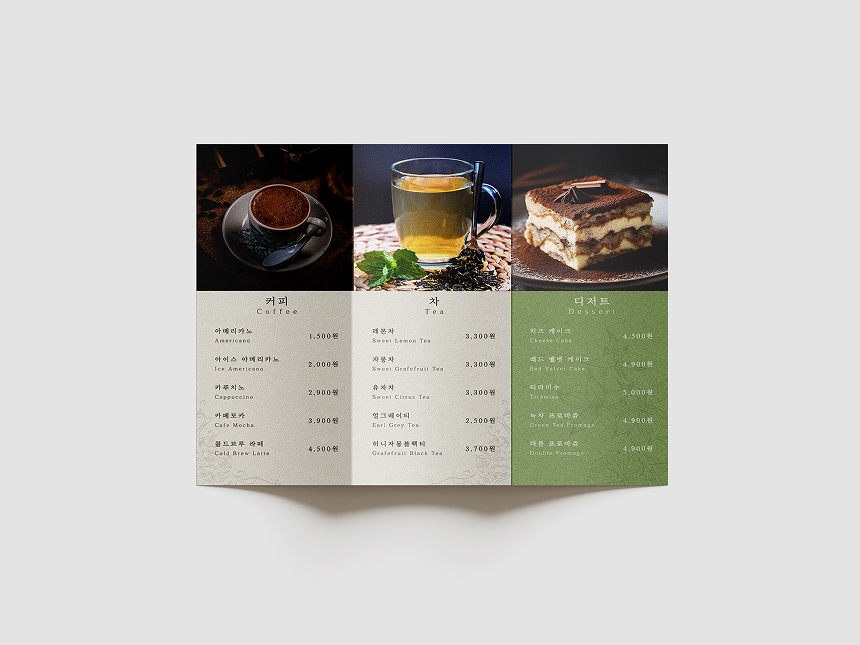 커피
Coffee
아메리카노
Americano
1,500원
아이스 아메리카노
Ice Americano
2,000원
카푸치노
Cappuccino
2,900원
카페모카
Cafe Mocha
3,900원
콜드브루 라떼
Cold Brew Latte
4,500원
차
Tea
레몬차
Sweet Lemon Tea
3,300원
자몽차
Sweet Grafefruit Tea
3,300원
유자차
Sweet Citrus Tea
3,300원
얼그레이티
Earl Grey Tea
2,500원
허니자몽블랙티
Grafefruit Black Tea
3,700원
디저트
Dessert
치즈 케이크
Cheese Cake
4,500원
레드 벨벳 케이크
Red Velvet Cake
4,900원
티라미수
Tiramisu
5,000원
녹차 프로마쥬
Green Tea Fromage
4,900원
더블 프로마쥬
Double Fromage
4,900원